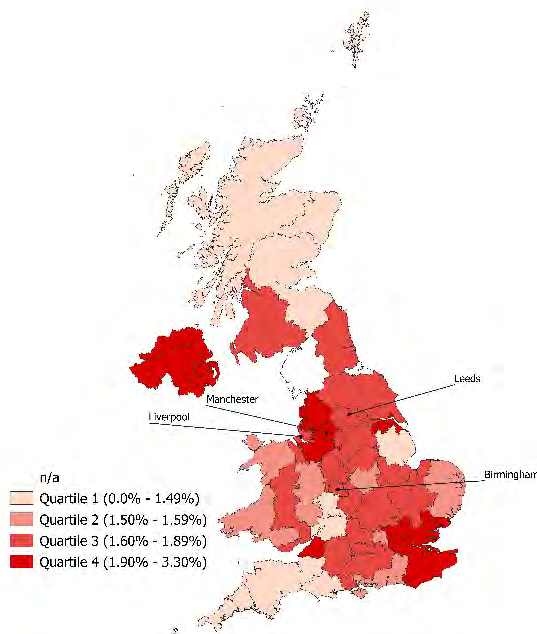 Leeds
Manchester
Liverpool
Birmingham
n/a
Quartile 1 (0.0% - 1.49%)
Quartile 2 (1.50% - 1.59%)
Quartile 3 (1.60% - 1.89%)
Quartile 4 (1.90% - 3.30%)